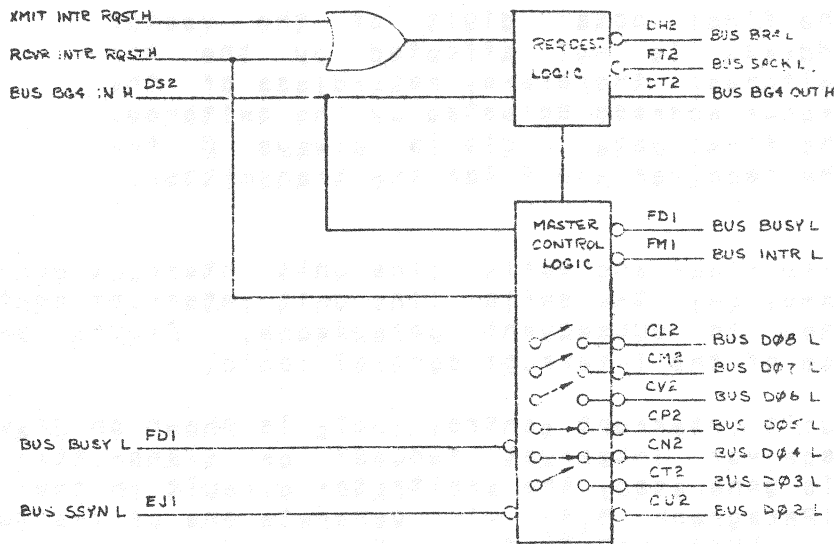 XMIT INTR RQST H
RCVR INTR RQST H
BUS BG4 IN H DS2
REQUEST LOGIC
DH2 BUS BR4 L
FT2 BUS SACK L
DT2 BUS BG4 OUT H
MASTER CONTROL LOGIC
FD1 BUS BUSY L
FM1 BUS INTR L
CL2 BUS DØ8 L
CM2 BUS DØ7 L
CV2 BUS DØ6 L
CP2 BUS DØ5 L
CN2 BUS DØ4 L
CT2 BUS DØ3 L
CU2 BUS DØ2 L
BUS BUSY L FD1
BUS SSYN L EJ1